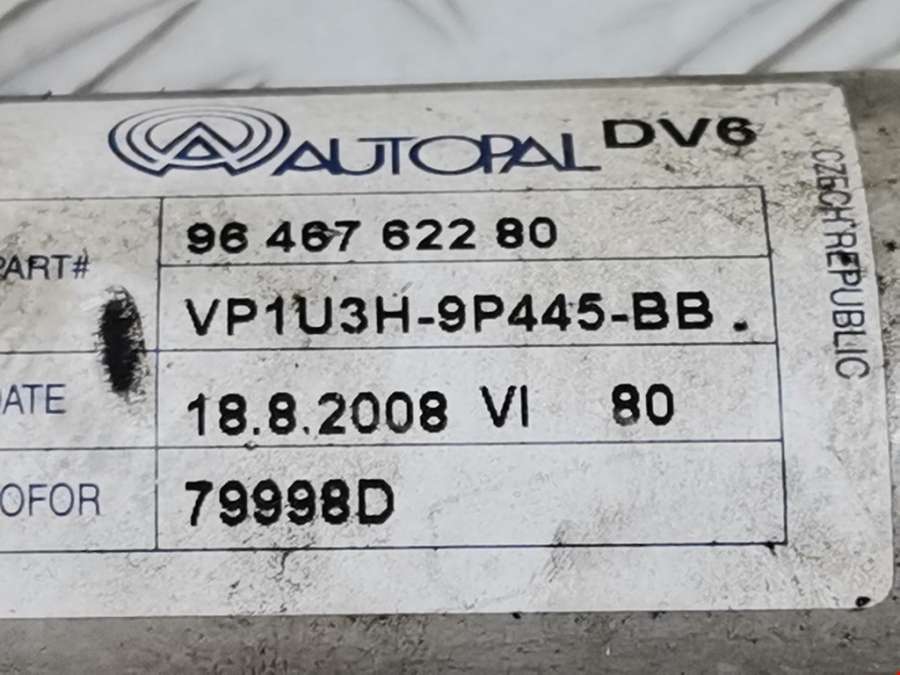 AUTOPAL DV6
PART# 96 467 622 80
VP1U3H-9P445-BB .
ATE 18.8.2008 VI 80
OFOR 79998D
CZECH REPUBLIC